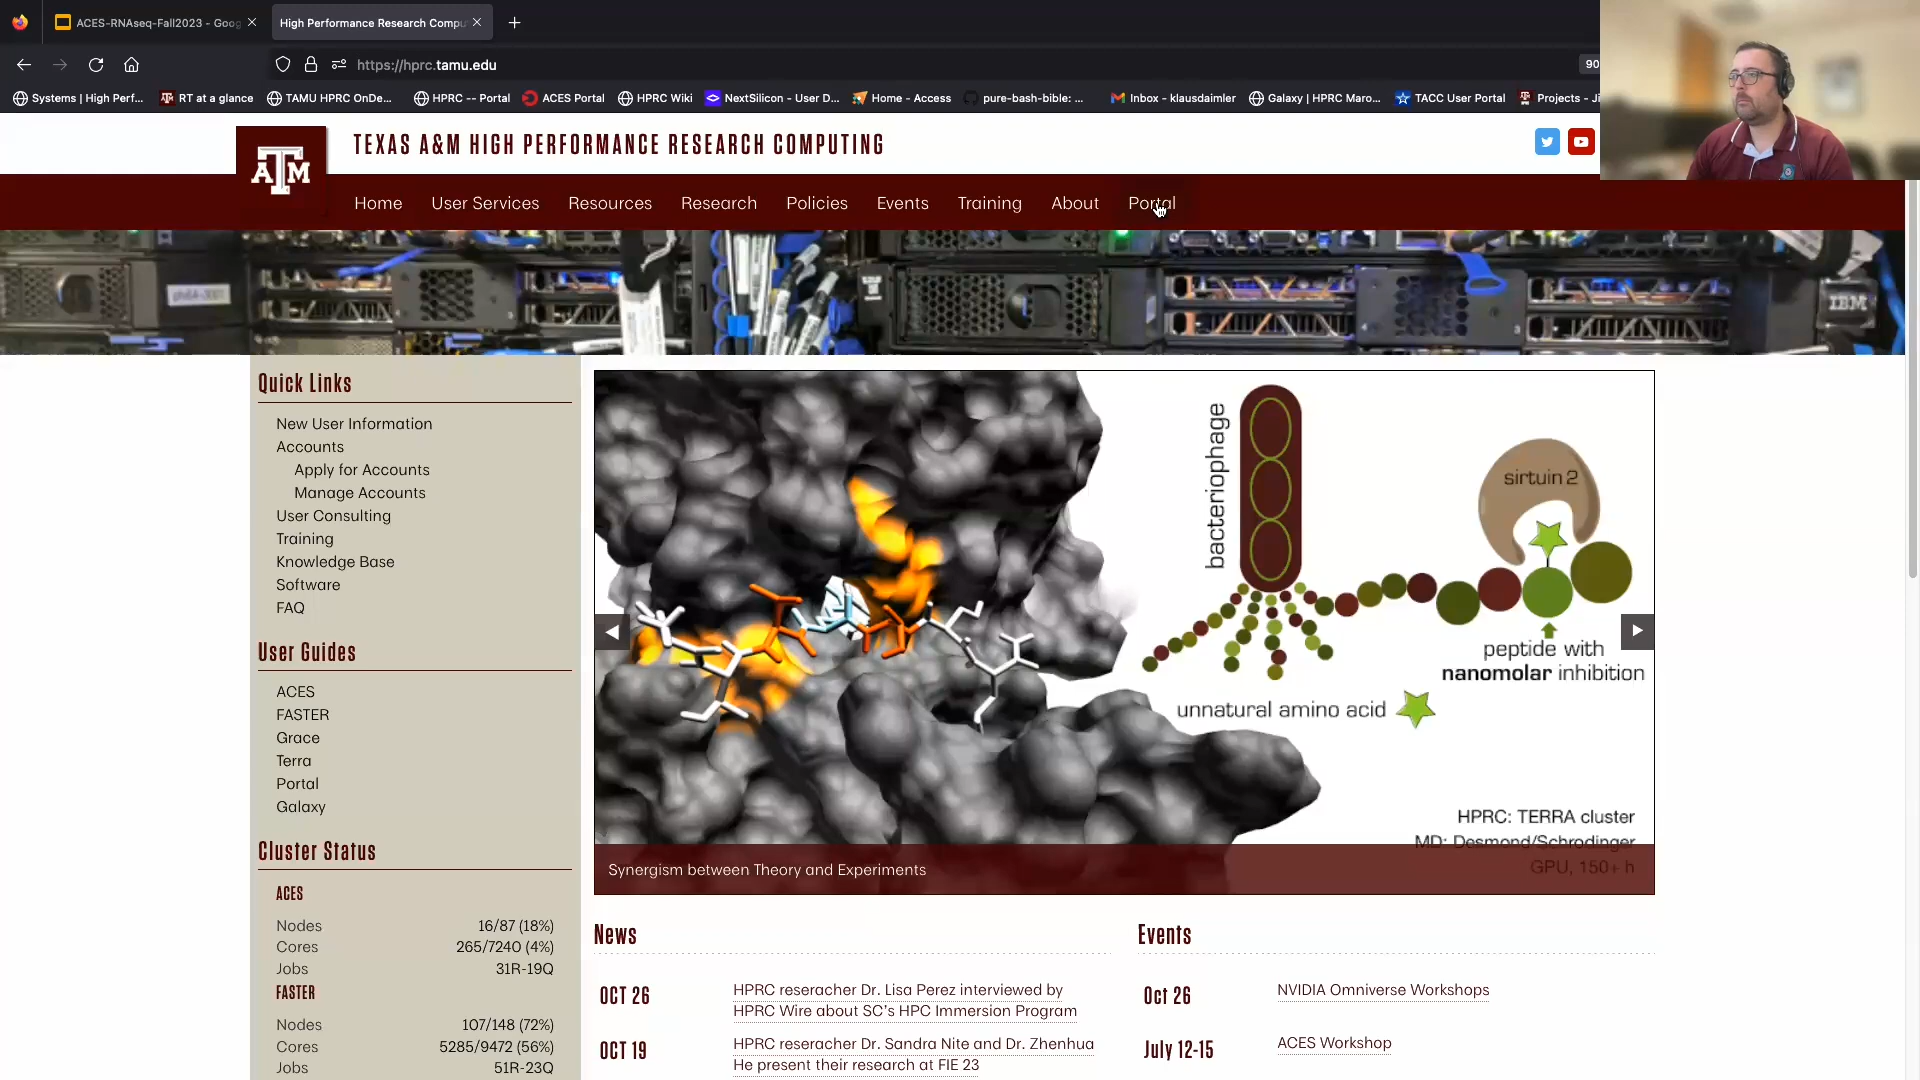 ACES-RNAseq-Fall2023 - Goog
High Performance Research Compu
https://hprc.tamu.edu
90
Systems | High Perf...
RT at a glance
TAMU HPRC OnDe...
HPRC -- Portal
ACES Portal
HPRC Wiki
NextSilicon - User D...
Home - Access
pure-bash-bible: ...
Inbox - klausdaimler
Galaxy | HPRC Maro...
TACC User Portal
Projects - Ji
ATM
TEXAS A&M HIGH PERFORMANCE RESEARCH COMPUTING
Home User Services Resources Research Policies Events Training About Portal
IBM
Quick Links
New User Information
Accounts
Apply for Accounts
Manage Accounts
User Consulting
Training
Knowledge Base
Software
FAQ
User Guides
ACES
FASTER
Grace
Terra
Portal
Galaxy
Cluster Status
ACES
Nodes 16/87 (18%)
Cores 265/7240 (4%)
Jobs 31R-19Q
FASTER
Nodes 107/148 (72%)
Cores 5285/9472 (56%)
Jobs 51R-23Q
bacteriophage
sirtuin 2
peptide with
nanomolar inhibition
unnatural amino acid
HPRC: TERRA cluster
MD: Desmond/Schrodinger
GPU, 150+ h
Synergism between Theory and Experiments
News
OCT 26
HPRC reseracher Dr. Lisa Perez interviewed by
HPRC Wire about SC's HPC Immersion Program
OCT 19
HPRC reseracher Dr. Sandra Nite and Dr. Zhenhua
He present their research at FIE 23
Events
Oct 26
NVIDIA Omniverse Workshops
July 12-15
ACES Workshop